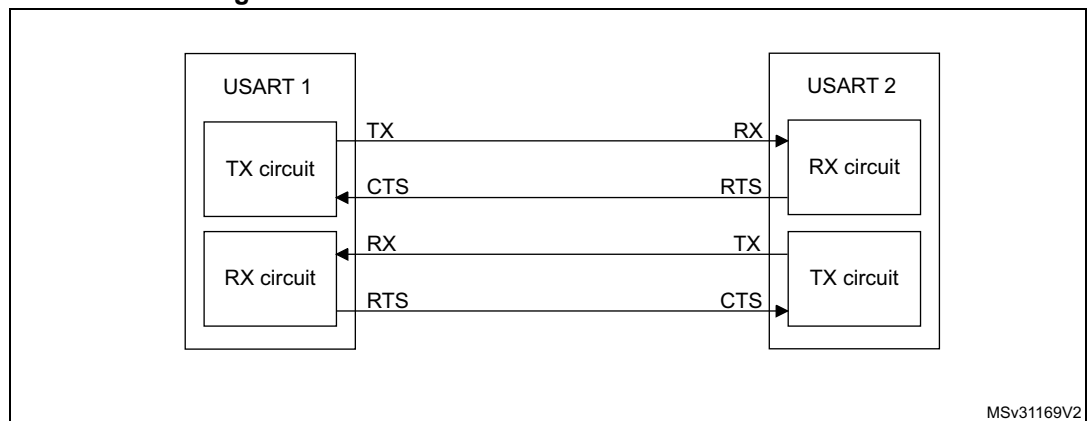 USART 1 USART 2
TX RX
TX circuit RX circuit
CTS RTS
RX TX
RX circuit TX circuit
RTS CTS
MSv31169V2